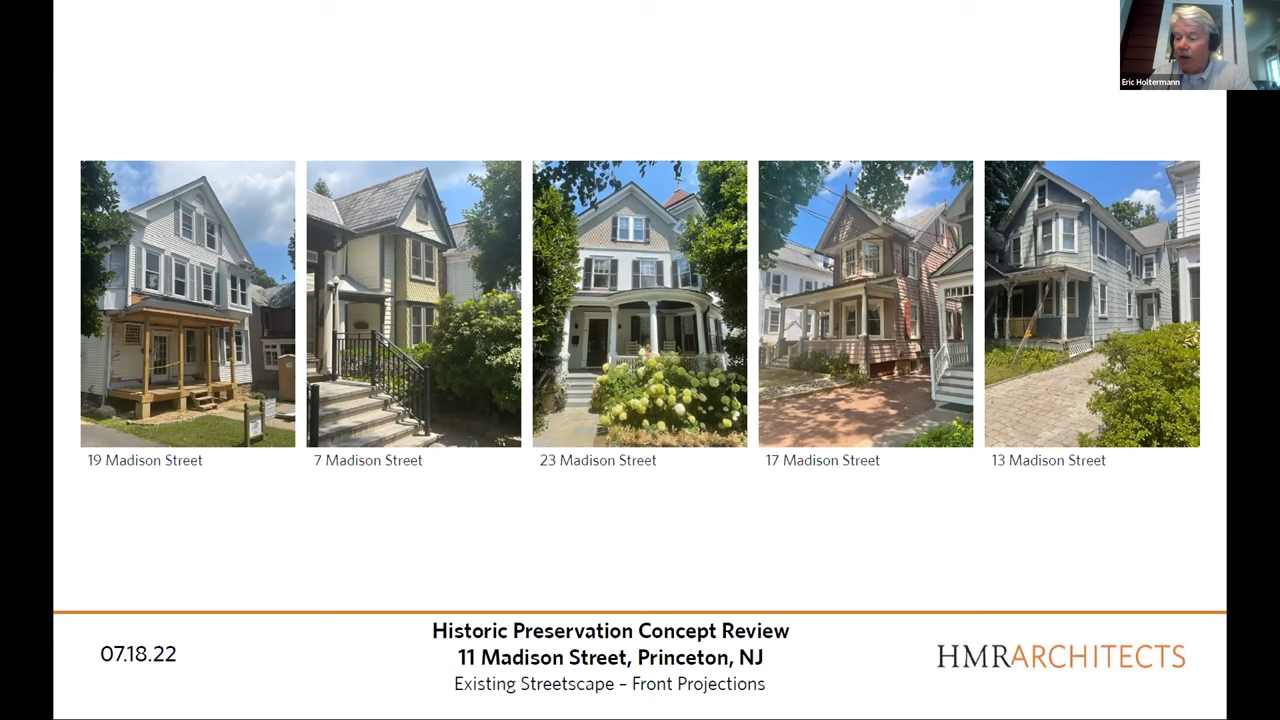 Eric Holtermann
19 Madison Street
7 Madison Street
23 Madison Street
17 Madison Street
13 Madison Street
07.18.22
Historic Preservation Concept Review
11 Madison Street, Princeton, NJ
Existing Streetscape – Front Projections
HMRARCHITECTS